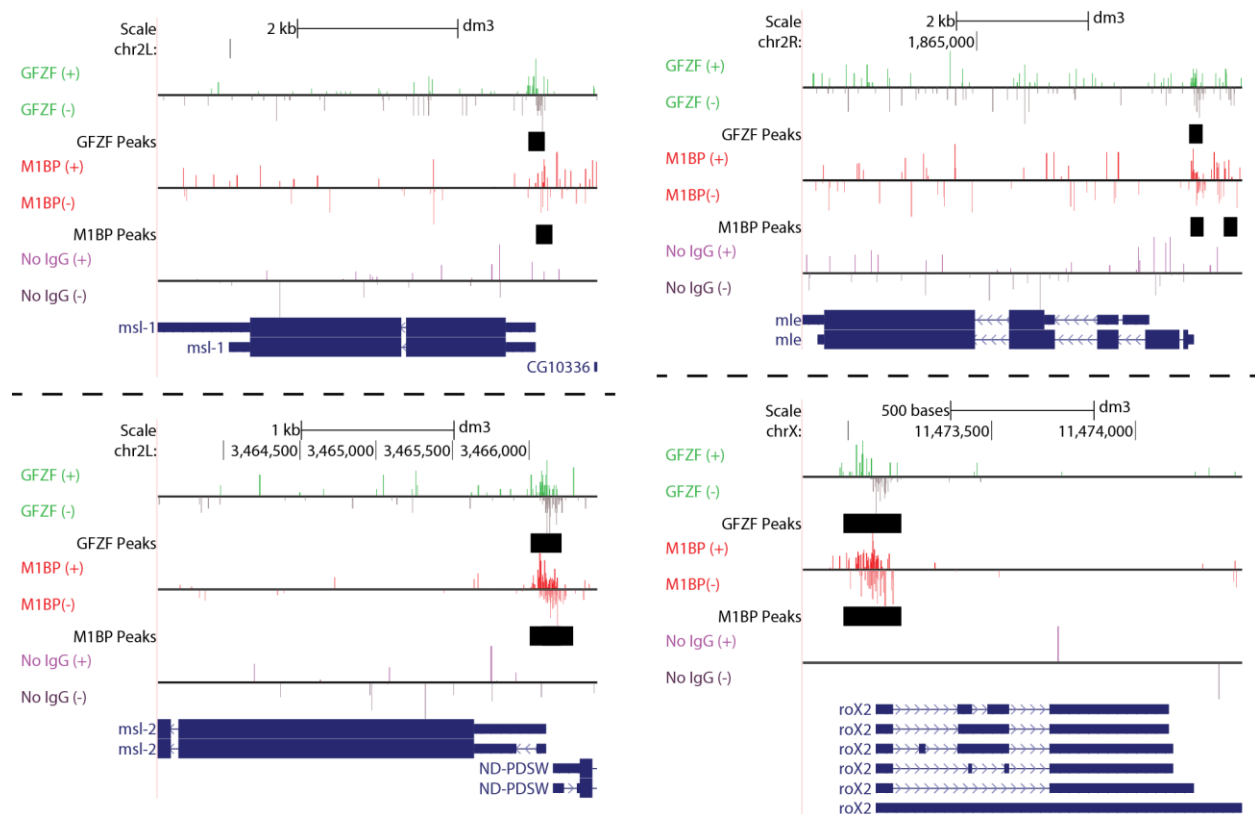 Scale 2 kb dm3
chr2L:
GFZF (+)
GFZF (-)
GFZF Peaks
M1BP (+)
M1BP(-)
M1BP Peaks
No IgG (+)
No IgG (-)
msl-1
msl-1
CG10336
Scale 2 kb dm3
chr2R: 1,865,000
GFZF (+)
GFZF (-)
GFZF Peaks
M1BP (+)
M1BP(-)
M1BP Peaks
No IgG (+)
No IgG (-)
mle
mle
Scale 1 kb dm3
chr2L: 3,464,500 3,465,000 3,465,500 3,466,000
GFZF (+)
GFZF (-)
GFZF Peaks
M1BP (+)
M1BP(-)
M1BP Peaks
No IgG (+)
No IgG (-)
msl-2
msl-2
ND-PDSW
ND-PDSW
Scale 500 bases dm3
chrX: 11,473,500 11,474,000
GFZF (+)
GFZF (-)
GFZF Peaks
M1BP (+)
M1BP(-)
M1BP Peaks
No IgG (+)
No IgG (-)
roX2
roX2
roX2
roX2
roX2
roX2